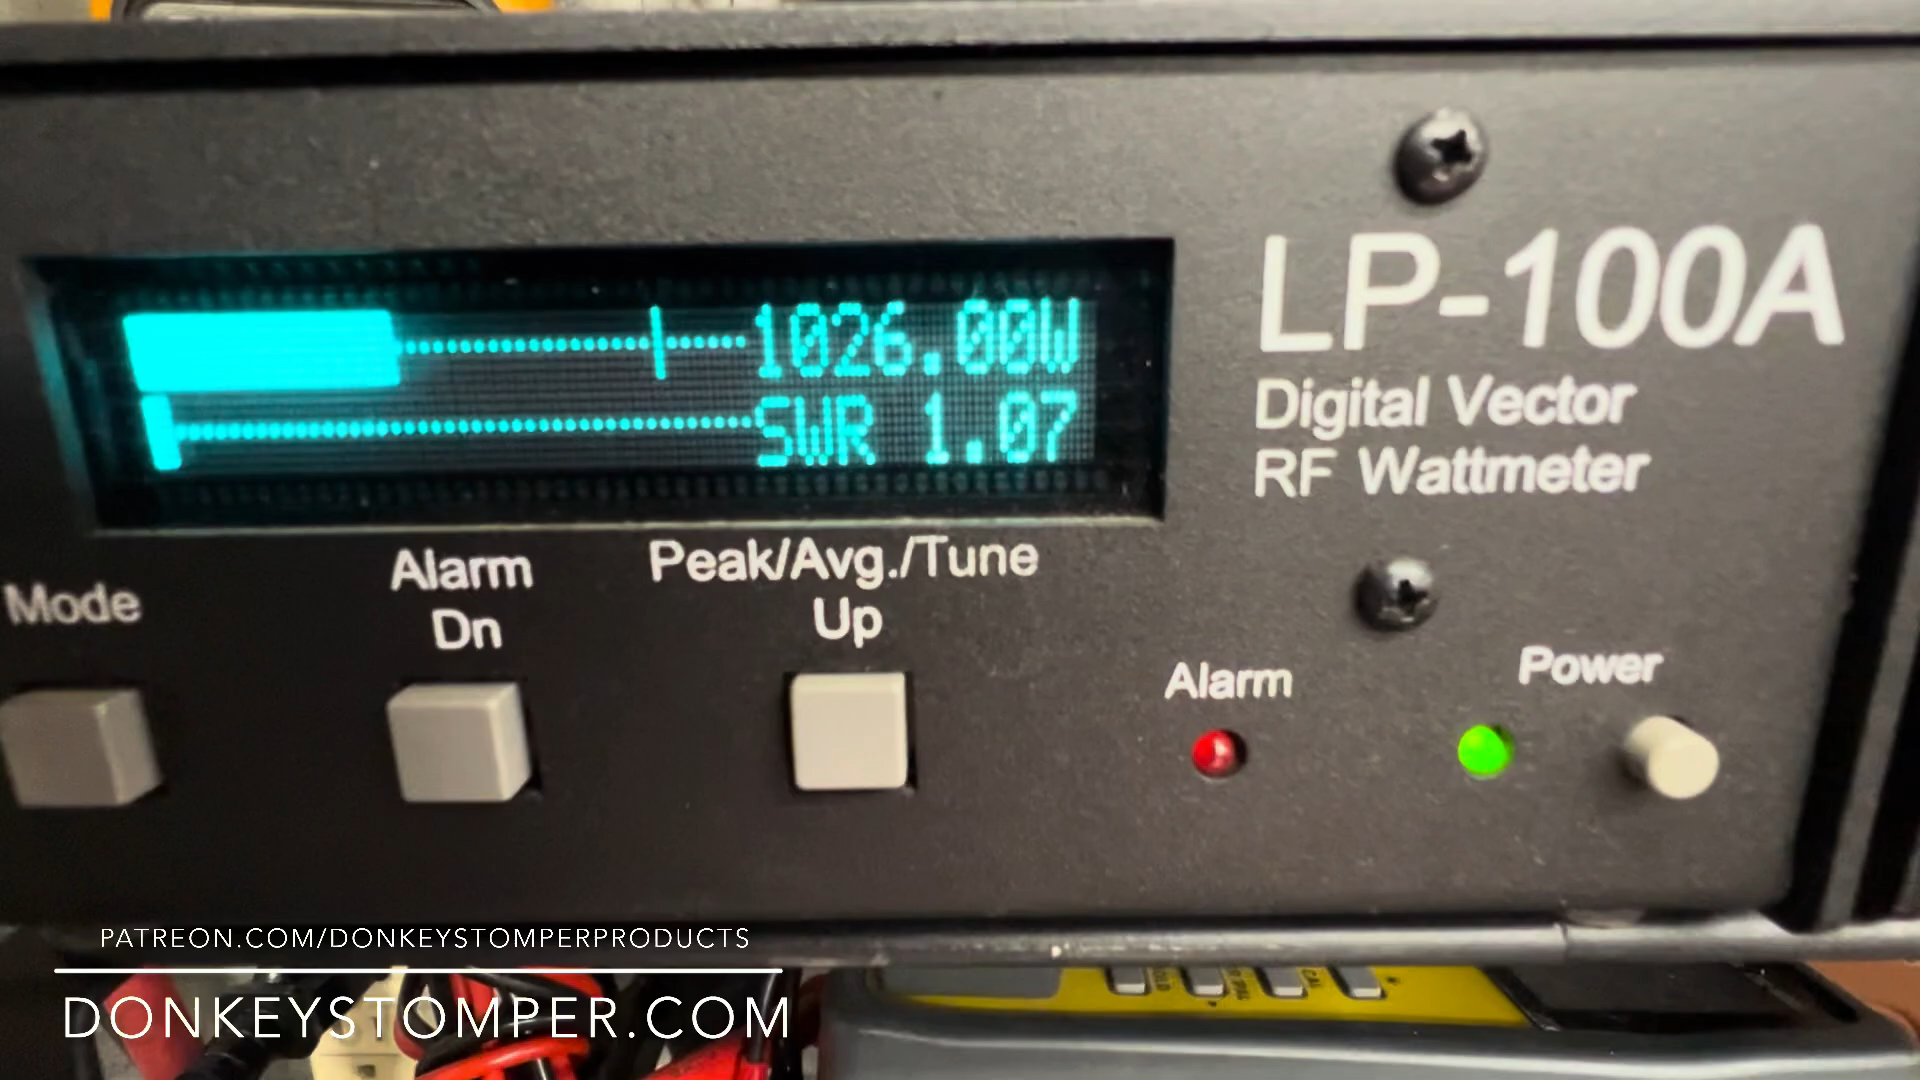 1026.00W
SWR 1.07
LP-100A
Digital Vector
RF Wattmeter
Mode
Alarm
Dn
Peak/Avg./Tune
Up
Alarm
Power
PATREON.COM/DONKEYSTOMPERPRODUCTS
DONKEYSTOMPER.COM
CAL